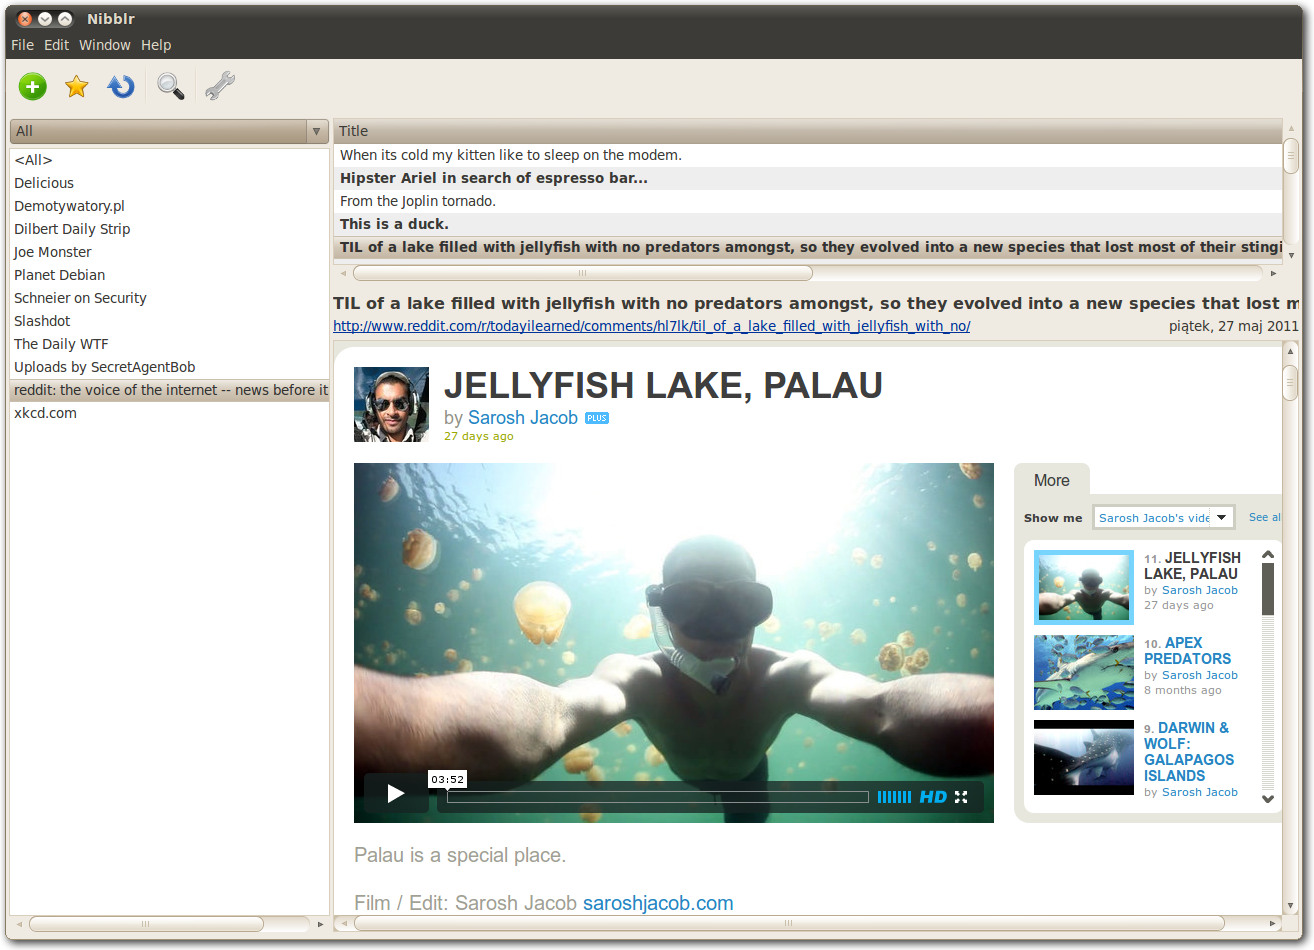 Nibblr
File Edit Window Help
All
<All>
Delicious
Demotywatory.pl
Dilbert Daily Strip
Joe Monster
Planet Debian
Schneier on Security
Slashdot
The Daily WTF
Uploads by SecretAgentBob
reddit: the voice of the internet -- news before it
xkcd.com
Title
When its cold my kitten like to sleep on the modem.
Hipster Ariel in search of espresso bar...
From the Joplin tornado.
This is a duck.
TIL of a lake filled with jellyfish with no predators amongst, so they evolved into a new species that lost most of their stingi
TIL of a lake filled with jellyfish with no predators amongst, so they evolved into a new species that lost m
http://www.reddit.com/r/todayilearned/comments/hl7lk/til_of_a_lake_filled_with_jellyfish_with_no/ piątek, 27 maj 2011
JELLYFISH LAKE, PALAU
by Sarosh Jacob PLUS
27 days ago
03:52
HD
More
Show me Sarosh Jacob's vide See al
11. JELLYFISH
LAKE, PALAU
by Sarosh Jacob
27 days ago
10. APEX
PREDATORS
by Sarosh Jacob
8 months ago
9. DARWIN &
WOLF:
GALAPAGOS
ISLANDS
by Sarosh Jacob
Palau is a special place.
Film / Edit: Sarosh Jacob saroshjacob.com